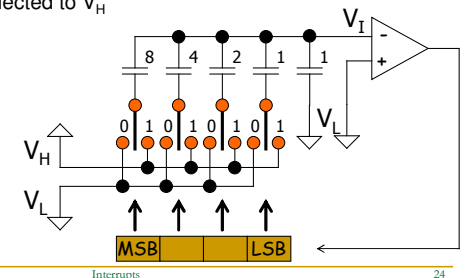 nected to V_H
V_I
8 4 2 1 1
-
+
0 1 0 1 0 1 0 1
V_L
V_H
V_L
MSB LSB
Interrupts 24